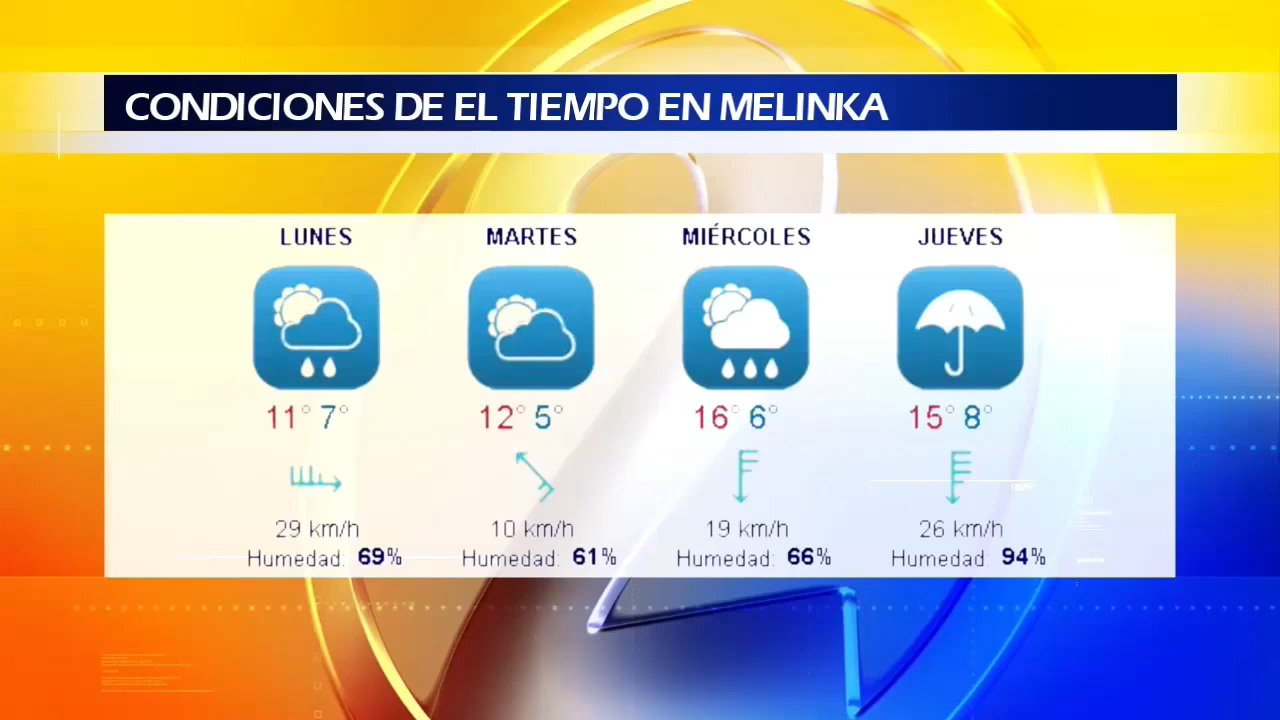 CONDICIONES DE EL TIEMPO EN MELINKA
LUNES MARTES MIÉRCOLES JUEVES
11° 7° 12° 5° 16° 6° 15° 8°
100%
29 km/h 10 km/h 19 km/h 26 km/h
Humedad: 69% Humedad: 61% Humedad: 66% Humedad: 94%